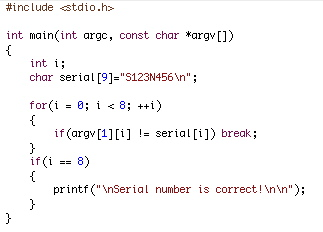 #include <stdio.h>
int main(int argc, const char *argv[])
{
    int i;
    char serial[9]="S123N456\n";
    for(i = 0; i < 8; ++i)
    {
        if(argv[1][i] != serial[i]) break;
    }
    if(i == 8)
    {
        printf("\nSerial number is correct!\n\n");
    }
}